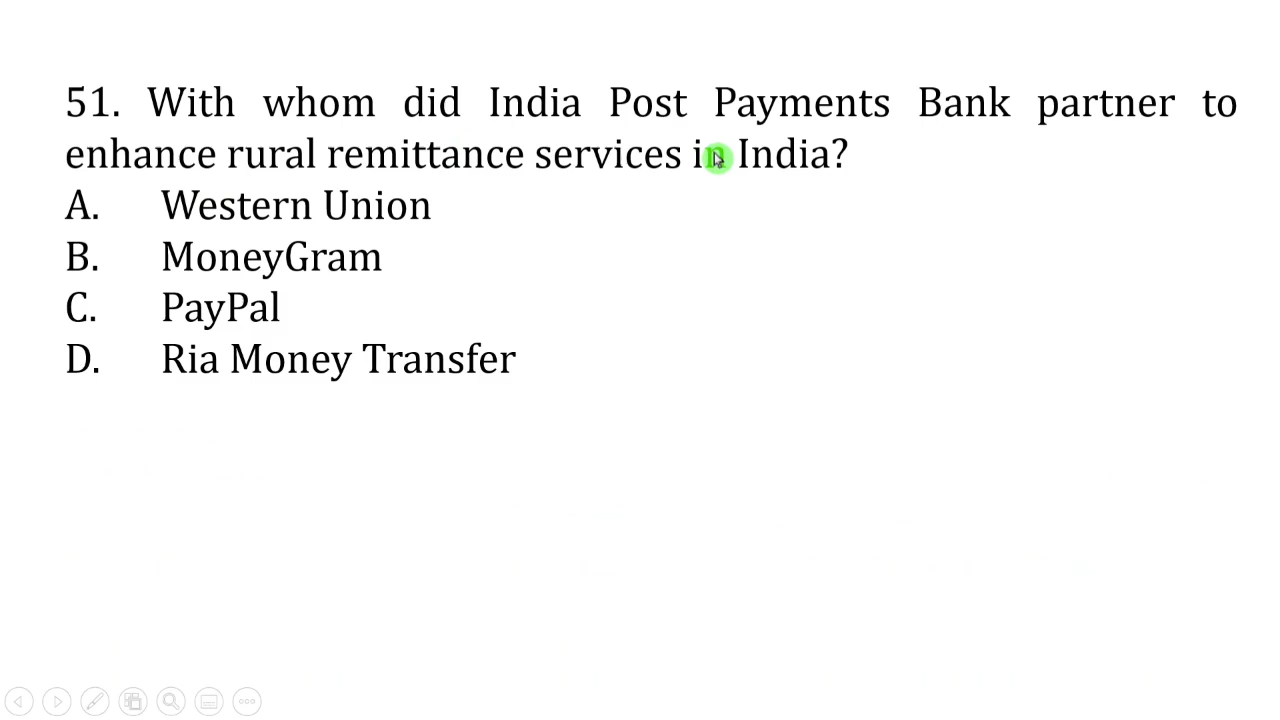 51. With whom did India Post Payments Bank partner to
enhance rural remittance services in India?
A. Western Union
B. MoneyGram
C. PayPal
D. Ria Money Transfer